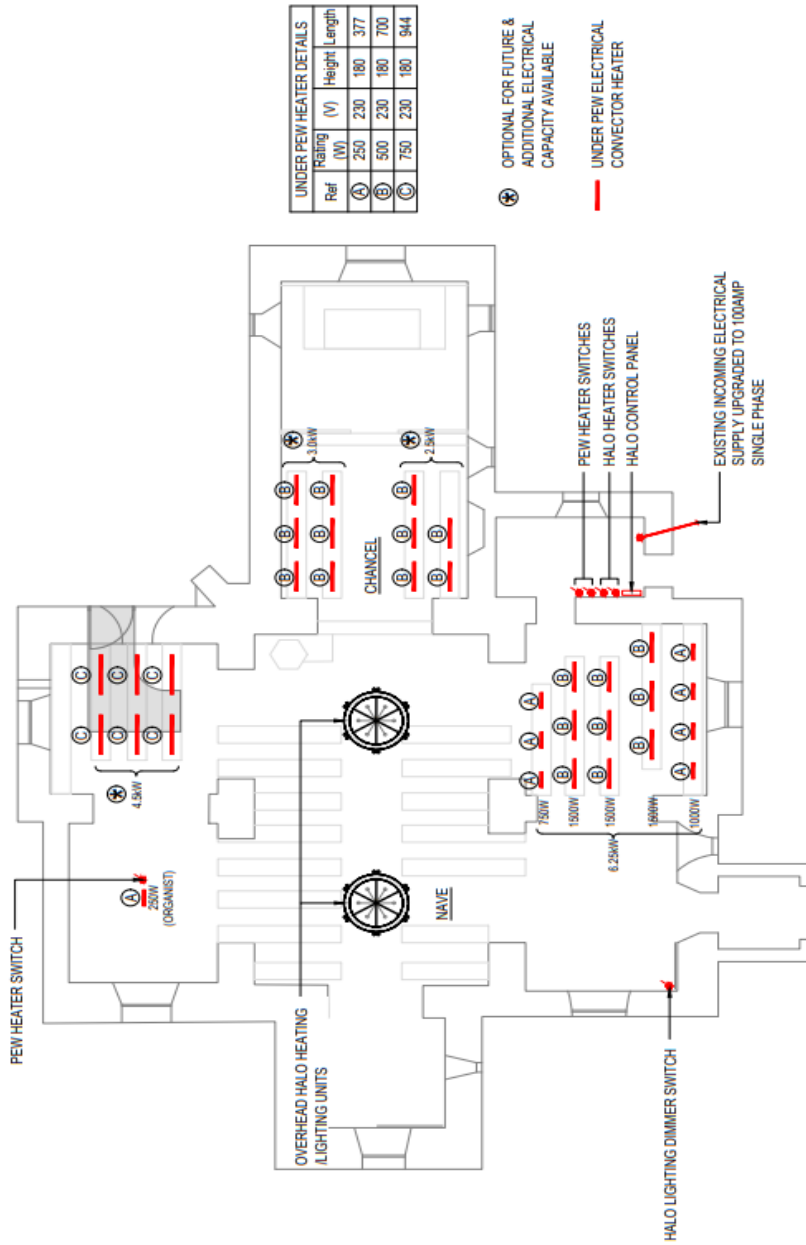 PEW HEATER SWITCH
A
250W
(ORGANIST)
4.5kW
C C
C C
C C
UNDER PEW HEATER DETAILS
Ref Rating (W) (V) Height Length
A 250 230 180 377
B 500 230 180 700
C 750 230 180 944
OPTIONAL FOR FUTURE &
ADDITIONAL ELECTRICAL
CAPACITY AVAILABLE
UNDER PEW ELECTRICAL
CONVECTOR HEATER
OVERHEAD HALO HEATING
/LIGHTING UNITS
NAVE
CHANCEL
B B B
B B B
3.0kW
B B B
B B
2.5kW
A A A
750W
B B B
1500W
B B B
1500W
B B B
1500W
A A A A
1000W
6.25kW
PEW HEATER SWITCHES
HALO HEATER SWITCHES
HALO CONTROL PANEL
EXISTING INCOMING ELECTRICAL
SUPPLY UPGRADED TO 100AMP
SINGLE PHASE
HALO LIGHTING DIMMER SWITCH